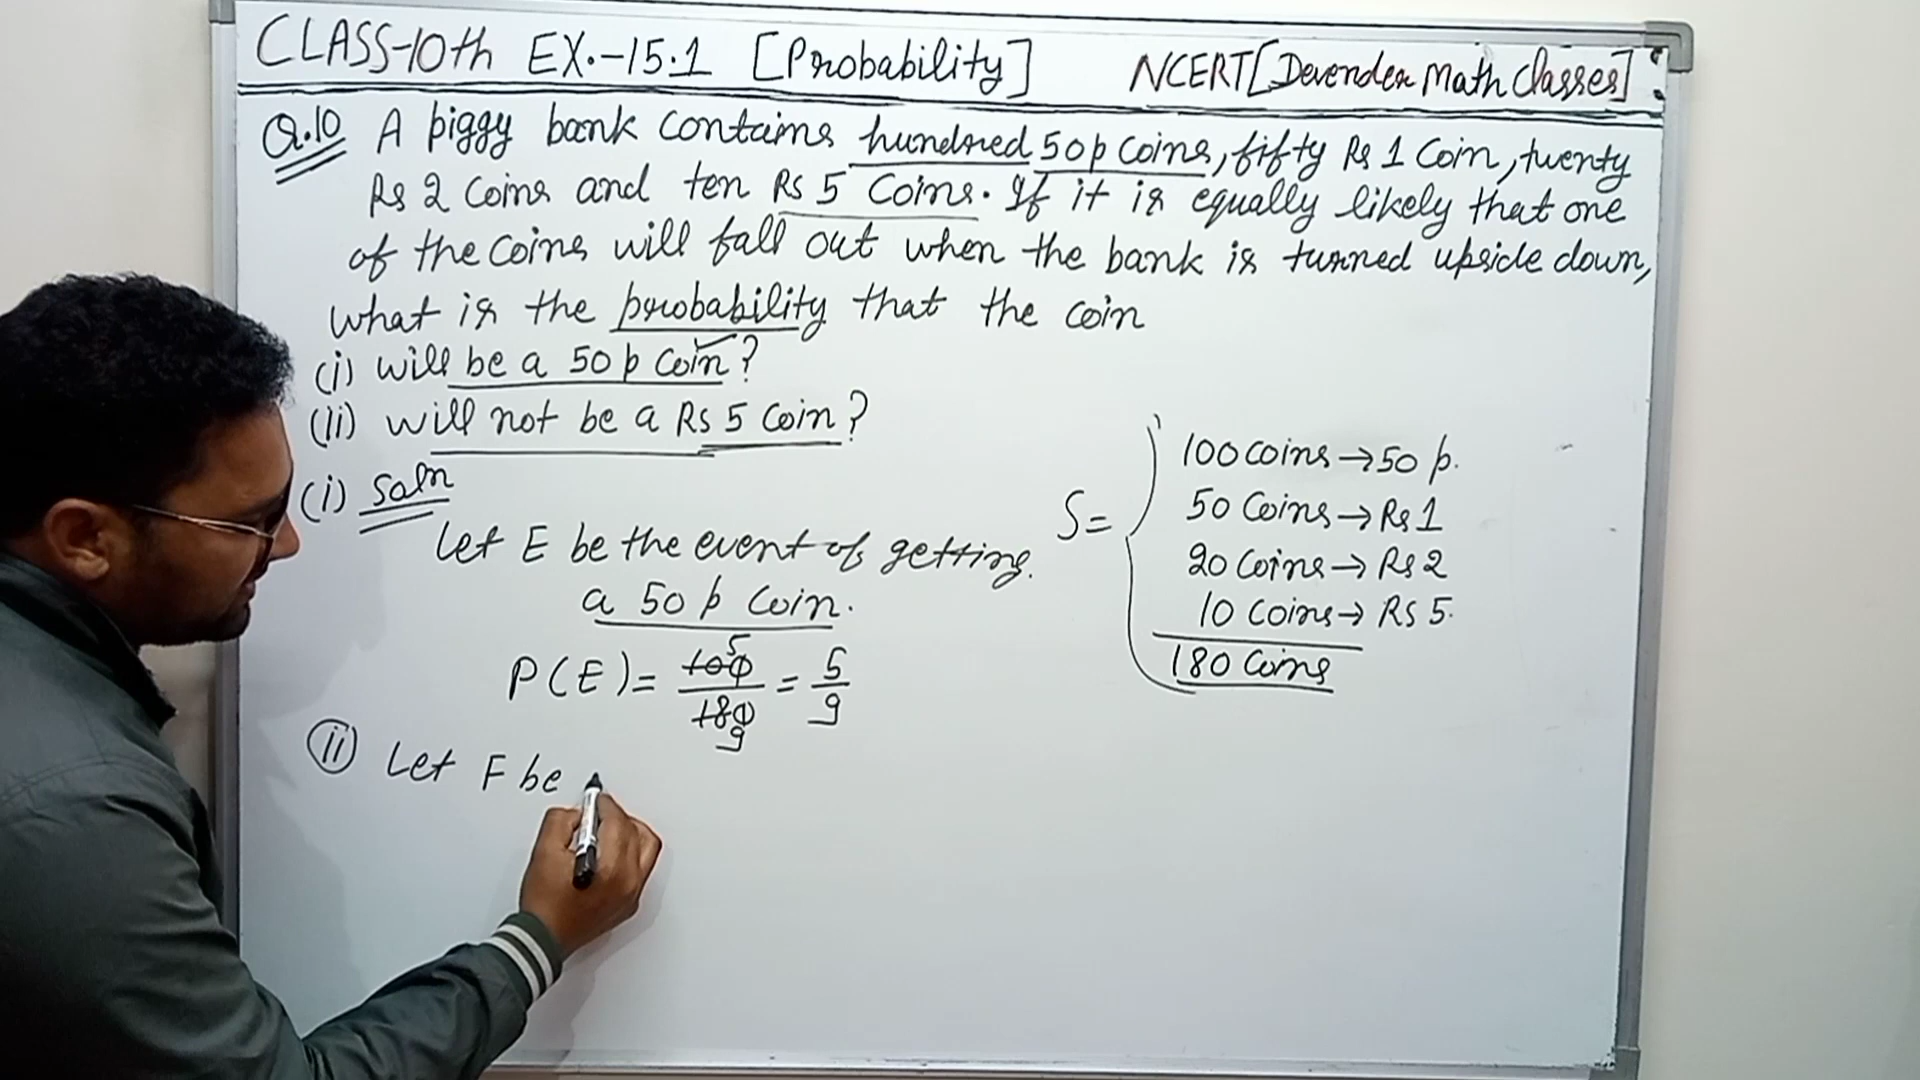 CLASS-10th EX.-15.1 [Probability] NCERT [Devender Math Classes]
Q.10 A piggy bank contains hundred 50p coins, fifty Rs 1 Coin, twenty
Rs 2 Coins and ten Rs 5 Coins. If it is equally likely that one
of the coins will fall out when the bank is turned upside down,
what is the probability that the coin
(i) will be a 50 p coin?
(ii) will not be a Rs 5 Coin?
(i) Soln
Let E be the event of getting.
a 50 p Coin.
P(E) = 100/180 = 5/9
5
9
(ii) Let F be
S=
100 coins → 50 p.
50 Coins → Rs 1
20 Coins → Rs 2
10 Coins → RS 5.
180 Coins